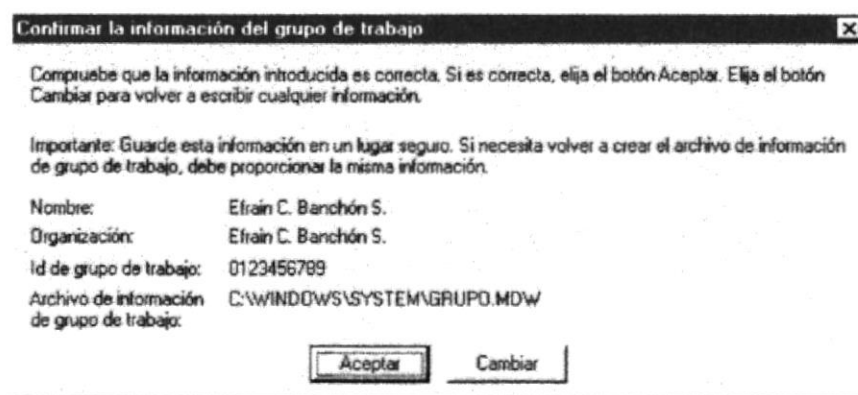 Confirmar la información del grupo de trabajo
Compruebe que la información introducida es correcta. Si es correcta, elija el botón Aceptar. Elija el botón
Cambiar para volver a escribir cualquier información.
Importante: Guarde esta información en un lugar seguro. Si necesita volver a crear el archivo de información
de grupo de trabajo, debe proporcionar la misma información.
Nombre: Efrain C. Banchón S.
Organización: Efrain C. Banchón S.
Id de grupo de trabajo: 0123456789
Archivo de información C:\WINDOWS\SYSTEM\GRUPO.MDW
de grupo de trabajo:
Aceptar Cambiar